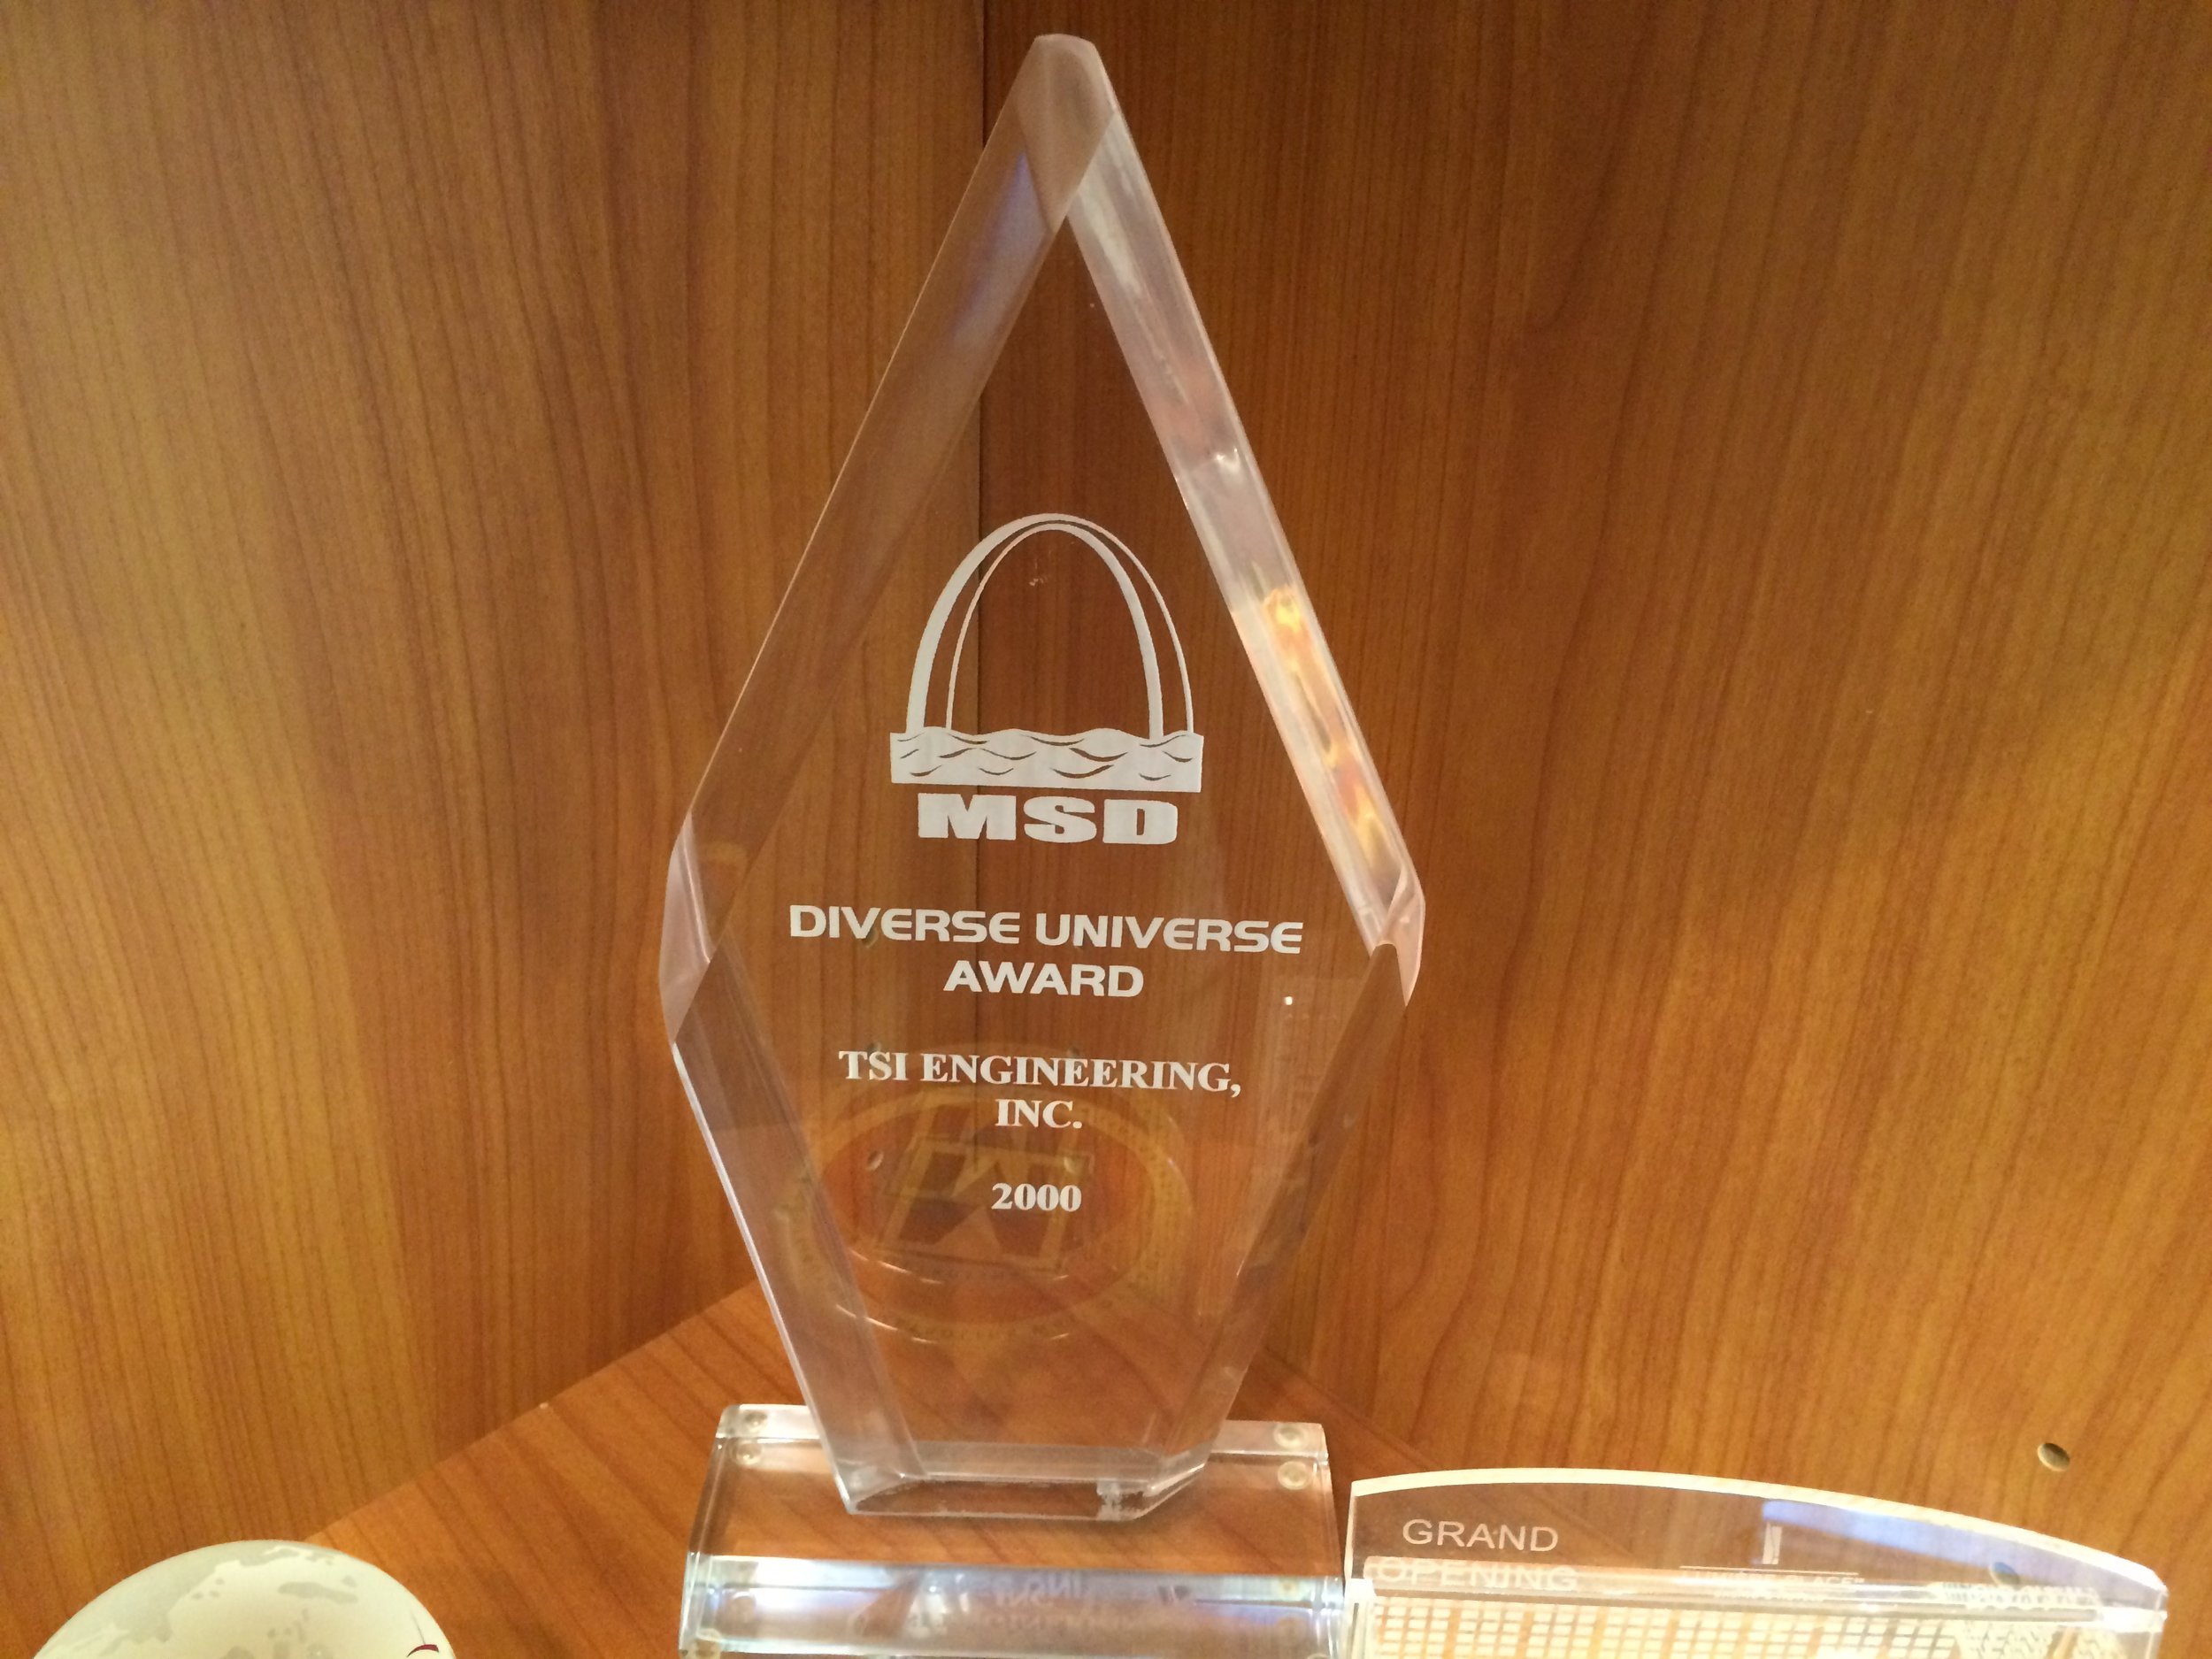 MSD
DIVERSE UNIVERSE
AWARD
TSI ENGINEERING,
INC.
2000
GRAND
OPENING